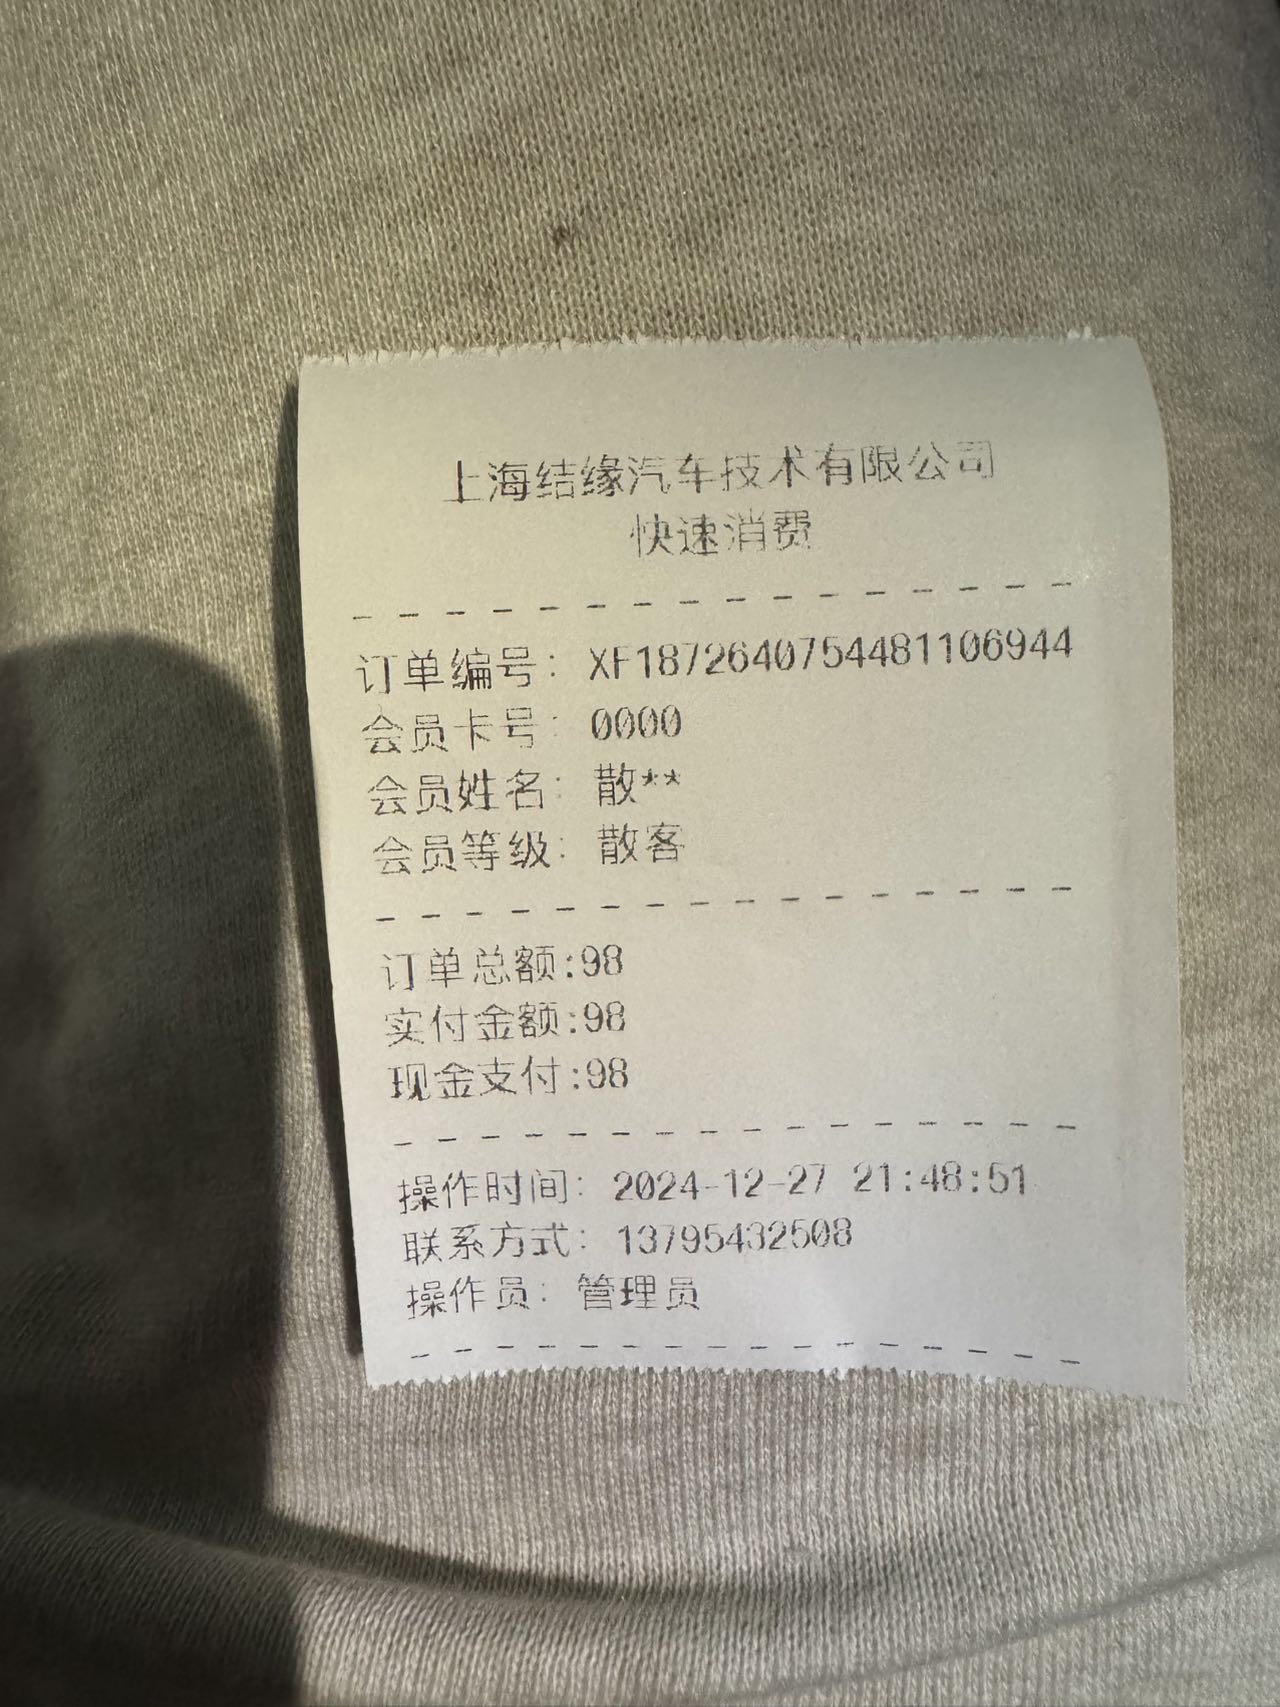 上海结缘汽车技术有限公司
快速消费
订单编号: XF1872640754481106944
会员卡号: 0000
会员姓名: 散**
会员等级: 散客
订单总额:98
实付金额:98
现金支付:98
操作时间: 2024-12-27 21:48:51
联系方式: 13795432508
操作员: 管理员